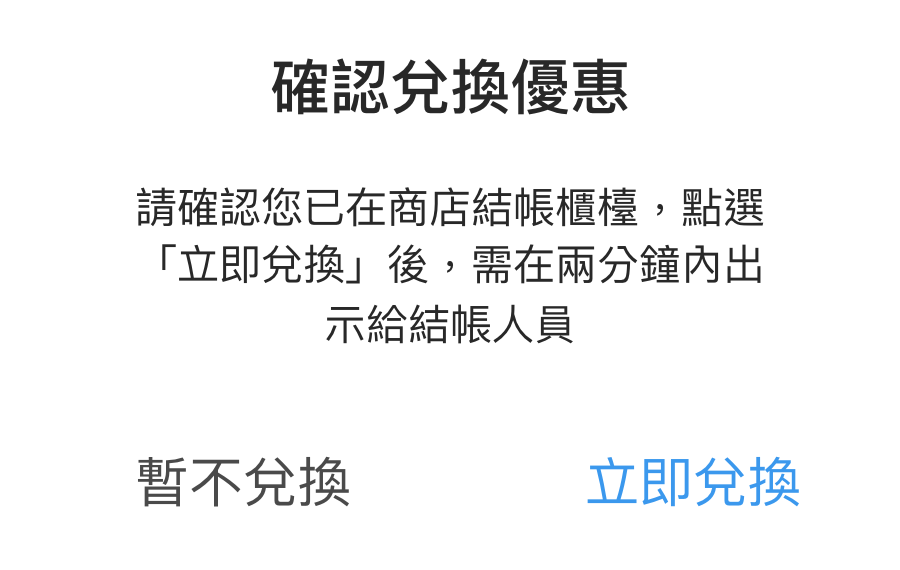 確認兌換優惠
請確認您已在商店結帳櫃檯，點選
「立即兌換」後，需在兩分鐘內出
示給結帳人員
暫不兌換
立即兌換